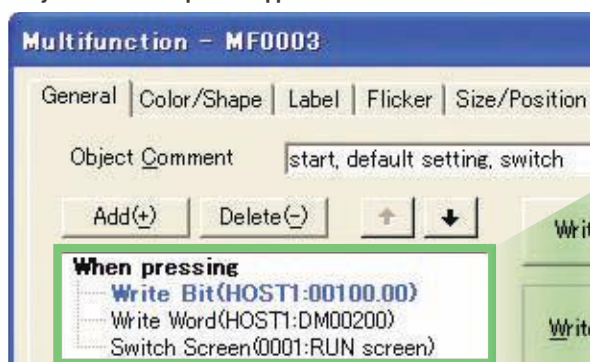 Multifunction - MF0003
General Color/Shape Label Flicker Size/Position
Object Comment start, default setting, switch
Add(+) Delete(-)
When pressing
Write Bit(HOST1:00100.00)
Write Word(HOST1:DM00200)
Switch Screen(0001:RUN screen)